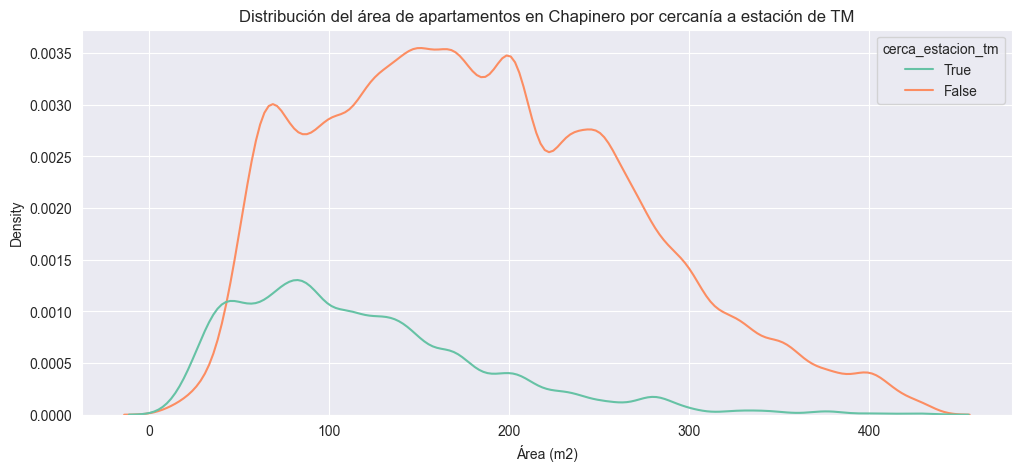 Distribución del área de apartamentos en Chapinero por cercanía a estación de TM
cerca_estacion_tm
True
False
0.0035
0.0030
0.0025
0.0020
0.0015
0.0010
0.0005
0.0000
Density
0
100
200
300
400
Área (m2)